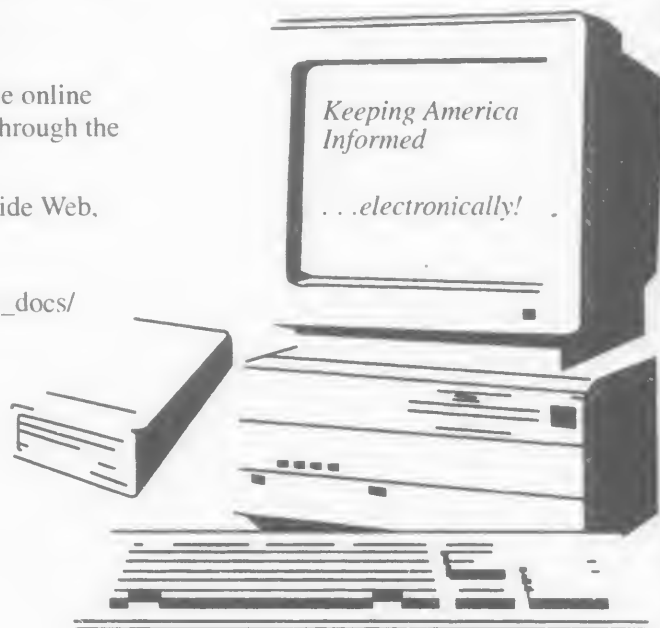 e online
hrough the
ide Web,
_docs/
Keeping America
Informed
. . .electronically!